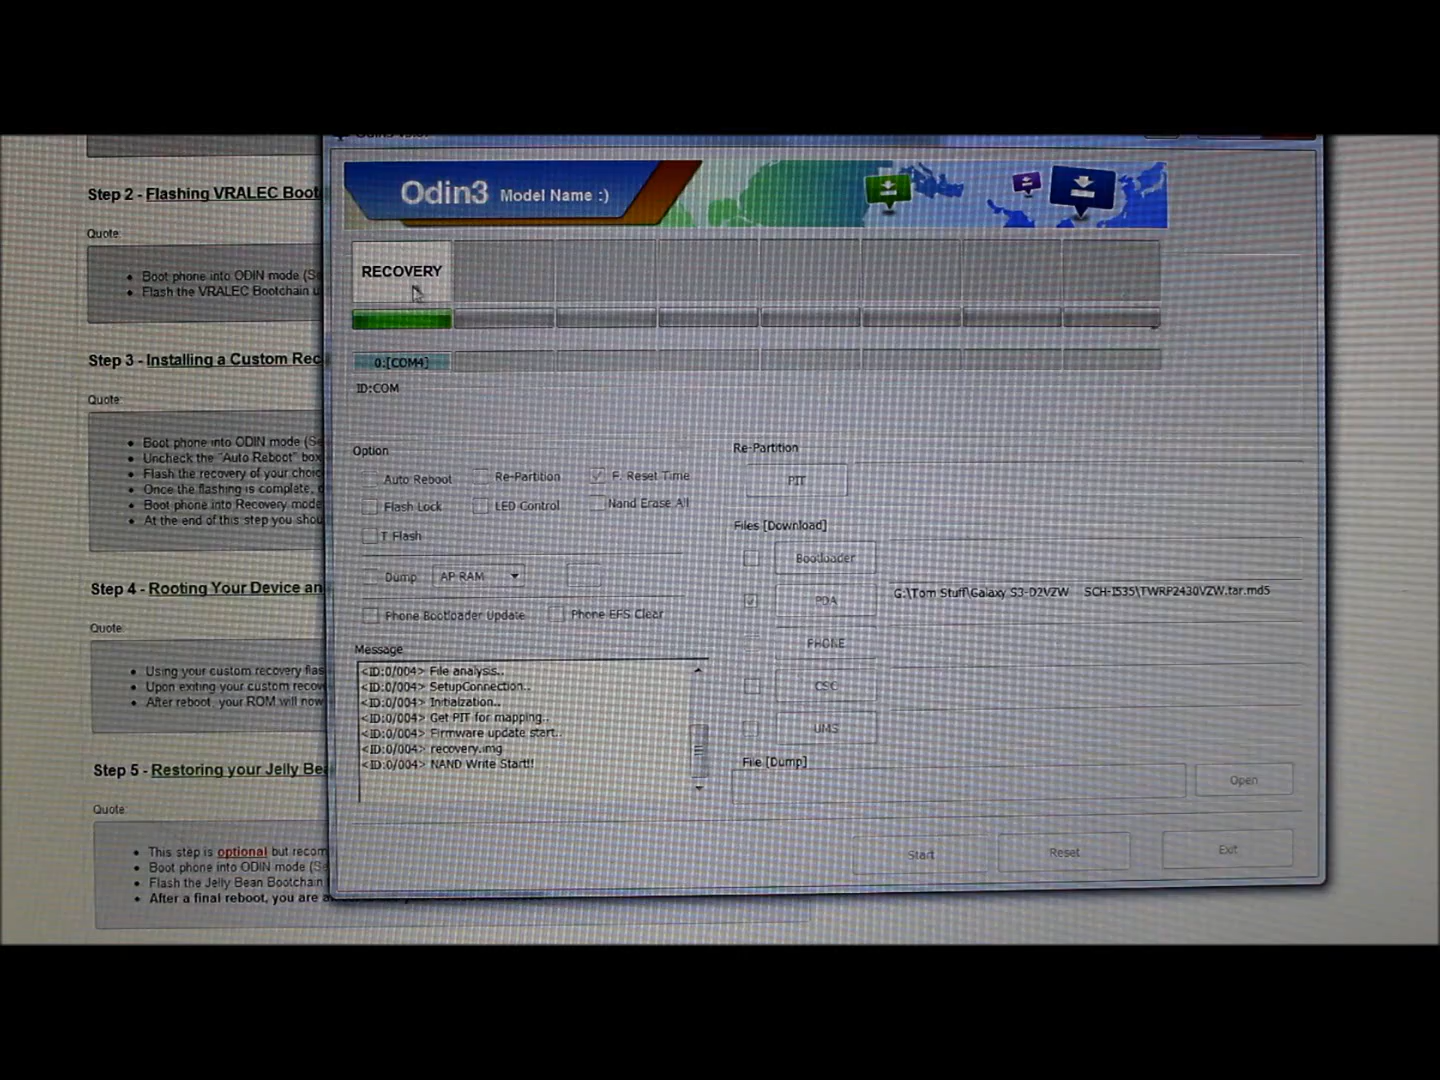 Step 2 - Flashing VRALEC Boot
Quote:
Boot phone into ODIN mode (Se
Flash the VRALEC Bootchain u
Step 3 - Installing a Custom Rec
Quote:
Boot phone into ODIN mode (Se
Uncheck the "Auto Reboot" box
Flash the recovery of your choic
Once the flashing is complete,
Boot phone into Recovery mode
At the end of this step you shou
Step 4 - Rooting Your Device an
Quote:
Using your custom recovery flas
Upon exiting your custom recov
After reboot, your ROM will now
Step 5 - Restoring your Jelly Bea
Quote:
This step is optional but recom
Boot phone into ODIN mode (Se
Flash the Jelly Bean Bootchain
After a final reboot, you are a
Odin3 Model Name :)
RECOVERY
0:[COM4]
ID:COM
Option
Auto Reboot Re-Partition F. Reset Time
Flash Lock LED Control Nand Erase All
T Flash
Dump AP RAM
Phone Bootloader Update Phone EFS Clear
Message
<ID:0/004> File analysis..
<ID:0/004> SetupConnection..
<ID:0/004> Initialzation..
<ID:0/004> Get PIT for mapping..
<ID:0/004> Firmware update start..
<ID:0/004> recovery.img
<ID:0/004> NAND Write Start!!
Re-Partition
PIT
Files [Download]
Bootloader
PDA G:\Tom Stuff\Galaxy S3-D2VZW SCH-I535\TWRP2430VZW.tar.md5
PHONE
CSC
UMS
File [Dump]
Open
Start Reset Exit